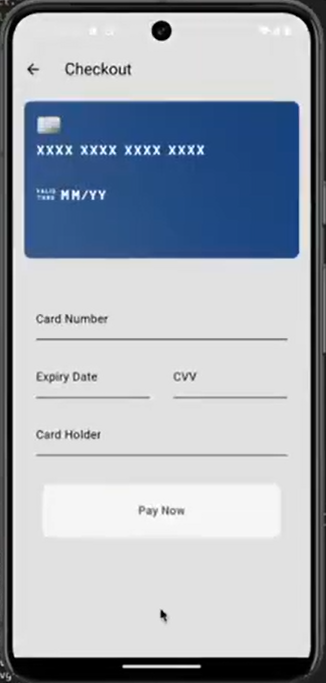 Checkout
XXXX XXXX XXXX XXXX
VALID
THRU MM/YY
Card Number
Expiry Date CVV
Card Holder
Pay Now